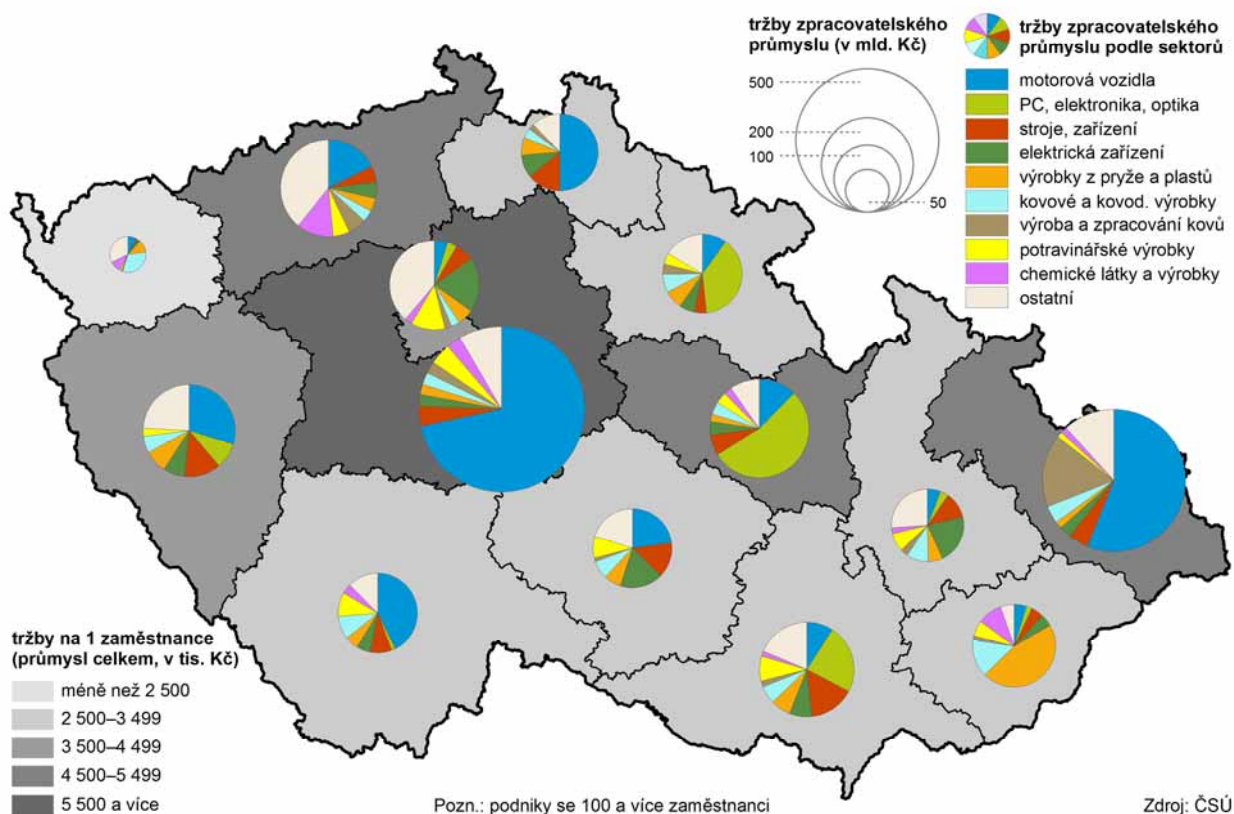 tržby zpracovatelského
průmyslu (v mld. Kč)
500
200
100
50
tržby zpracovatelského
průmyslu podle sektorů
motorová vozidla
PC, elektronika, optika
stroje, zařízení
elektrická zařízení
výrobky z pryže a plastů
kovové a kovod. výrobky
výroba a zpracování kovů
potravinářské výrobky
chemické látky a výrobky
ostatní
tržby na 1 zaměstnance
(průmysl celkem, v tis. Kč)
méně než 2 500
2 500–3 499
3 500–4 499
4 500–5 499
5 500 a více
Pozn.: podniky se 100 a více zaměstnanci
Zdroj: ČSÚ